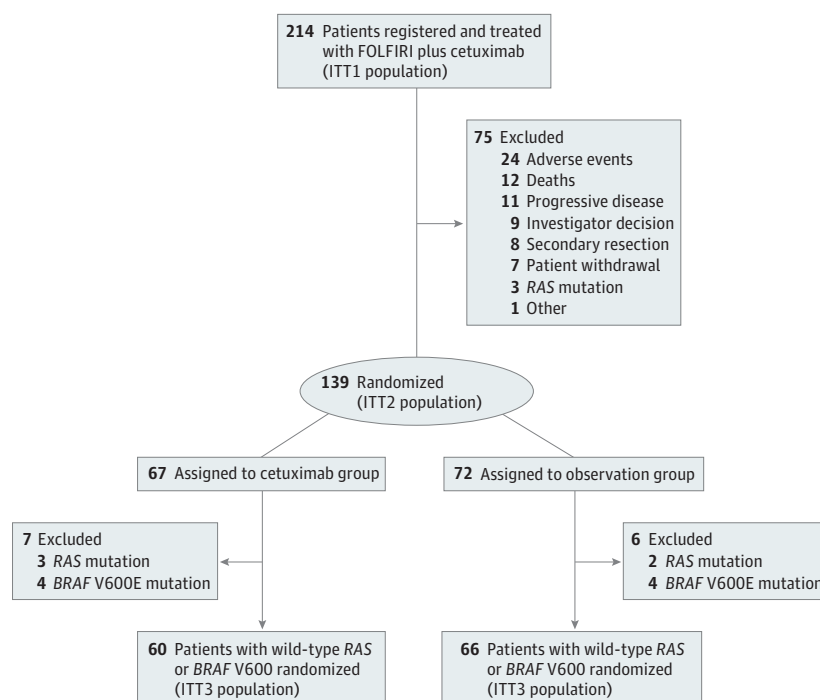 214 Patients registered and treated
with FOLFIRI plus cetuximab
(ITT1 population)
75 Excluded
24 Adverse events
12 Deaths
11 Progressive disease
9 Investigator decision
8 Secondary resection
7 Patient withdrawal
3 RAS mutation
1 Other
139 Randomized
(ITT2 population)
67 Assigned to cetuximab group
72 Assigned to observation group
7 Excluded
3 RAS mutation
4 BRAF V600E mutation
6 Excluded
2 RAS mutation
4 BRAF V600E mutation
60 Patients with wild-type RAS
or BRAF V600 randomized
(ITT3 population)
66 Patients with wild-type RAS
or BRAF V600 randomized
(ITT3 population)